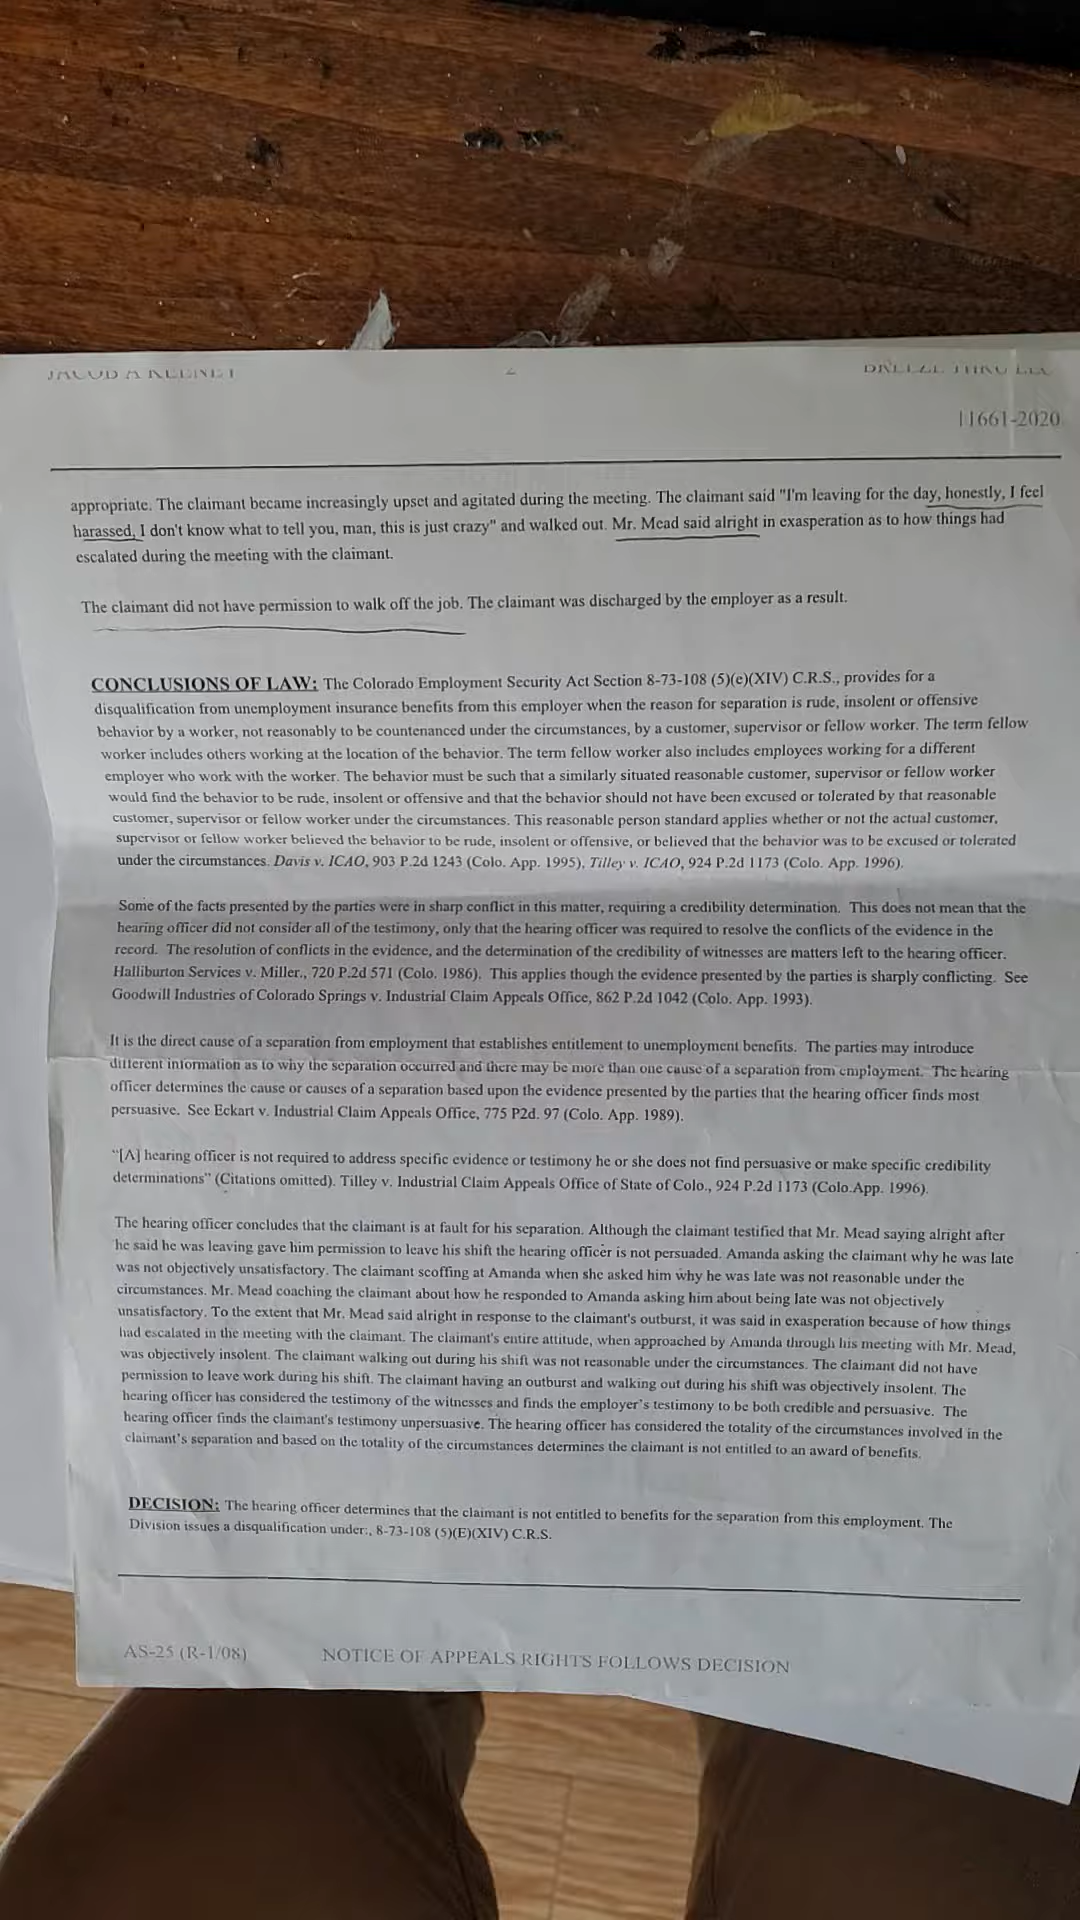 JACOB A KEENEY 2 BREEZE THRU LLC
11661-2020
appropriate. The claimant became increasingly upset and agitated during the meeting. The claimant said "I'm leaving for the day, honestly, I feel
harassed, I don't know what to tell you, man, this is just crazy" and walked out. Mr. Mead said alright in exasperation as to how things had
escalated during the meeting with the claimant.
The claimant did not have permission to walk off the job. The claimant was discharged by the employer as a result.
CONCLUSIONS OF LAW: The Colorado Employment Security Act Section 8-73-108 (5)(e)(XIV) C.R.S., provides for a
disqualification from unemployment insurance benefits from this employer when the reason for separation is rude, insolent or offensive
behavior by a worker, not reasonably to be countenanced under the circumstances, by a customer, supervisor or fellow worker. The term fellow
worker includes others working at the location of the behavior. The term fellow worker also includes employees working for a different
employer who work with the worker. The behavior must be such that a similarly situated reasonable customer, supervisor or fellow worker
would find the behavior to be rude, insolent or offensive and that the behavior should not have been excused or tolerated by that reasonable
customer, supervisor or fellow worker under the circumstances. This reasonable person standard applies whether or not the actual customer,
supervisor or fellow worker believed the behavior to be rude, insolent or offensive, or believed that the behavior was to be excused or tolerated
under the circumstances. Davis v. ICAO, 903 P.2d 1243 (Colo. App. 1995), Tilley v. ICAO, 924 P.2d 1173 (Colo. App. 1996).
Some of the facts presented by the parties were in sharp conflict in this matter, requiring a credibility determination. This does not mean that the
hearing officer did not consider all of the testimony, only that the hearing officer was required to resolve the conflicts of the evidence in the
record. The resolution of conflicts in the evidence, and the determination of the credibility of witnesses are matters left to the hearing officer.
Halliburton Services v. Miller., 720 P.2d 571 (Colo. 1986). This applies though the evidence presented by the parties is sharply conflicting. See
Goodwill Industries of Colorado Springs v. Industrial Claim Appeals Office, 862 P.2d 1042 (Colo. App. 1993).
It is the direct cause of a separation from employment that establishes entitlement to unemployment benefits. The parties may introduce
different information as to why the separation occurred and there may be more than one cause of a separation from employment. The hearing
officer determines the cause or causes of a separation based upon the evidence presented by the parties that the hearing officer finds most
persuasive. See Eckart v. Industrial Claim Appeals Office, 775 P2d. 97 (Colo. App. 1989).
"[A] hearing officer is not required to address specific evidence or testimony he or she does not find persuasive or make specific credibility
determinations" (Citations omitted). Tilley v. Industrial Claim Appeals Office of State of Colo., 924 P.2d 1173 (Colo.App. 1996).
The hearing officer concludes that the claimant is at fault for his separation. Although the claimant testified that Mr. Mead saying alright after
he said he was leaving gave him permission to leave his shift the hearing officer is not persuaded. Amanda asking the claimant why he was late
was not objectively unsatisfactory. The claimant scoffing at Amanda when she asked him why he was late was not reasonable under the
circumstances. Mr. Mead coaching the claimant about how he responded to Amanda asking him about being late was not objectively
unsatisfactory. To the extent that Mr. Mead said alright in response to the claimant's outburst, it was said in exasperation because of how things
had escalated in the meeting with the claimant. The claimant's entire attitude, when approached by Amanda through his meeting with Mr. Mead,
was objectively insolent. The claimant walking out during his shift was not reasonable under the circumstances. The claimant did not have
permission to leave work during his shift. The claimant having an outburst and walking out during his shift was objectively insolent. The
hearing officer has considered the testimony of the witnesses and finds the employer's testimony to be both credible and persuasive. The
hearing officer finds the claimant's testimony unpersuasive. The hearing officer has considered the totality of the circumstances involved in the
claimant's separation and based on the totality of the circumstances determines the claimant is not entitled to an award of benefits.
DECISION: The hearing officer determines that the claimant is not entitled to benefits for the separation from this employment. The
Division issues a disqualification under:, 8-73-108 (5)(E)(XIV) C.R.S.
AS-25 (R-1/08) NOTICE OF APPEALS RIGHTS FOLLOWS DECISION